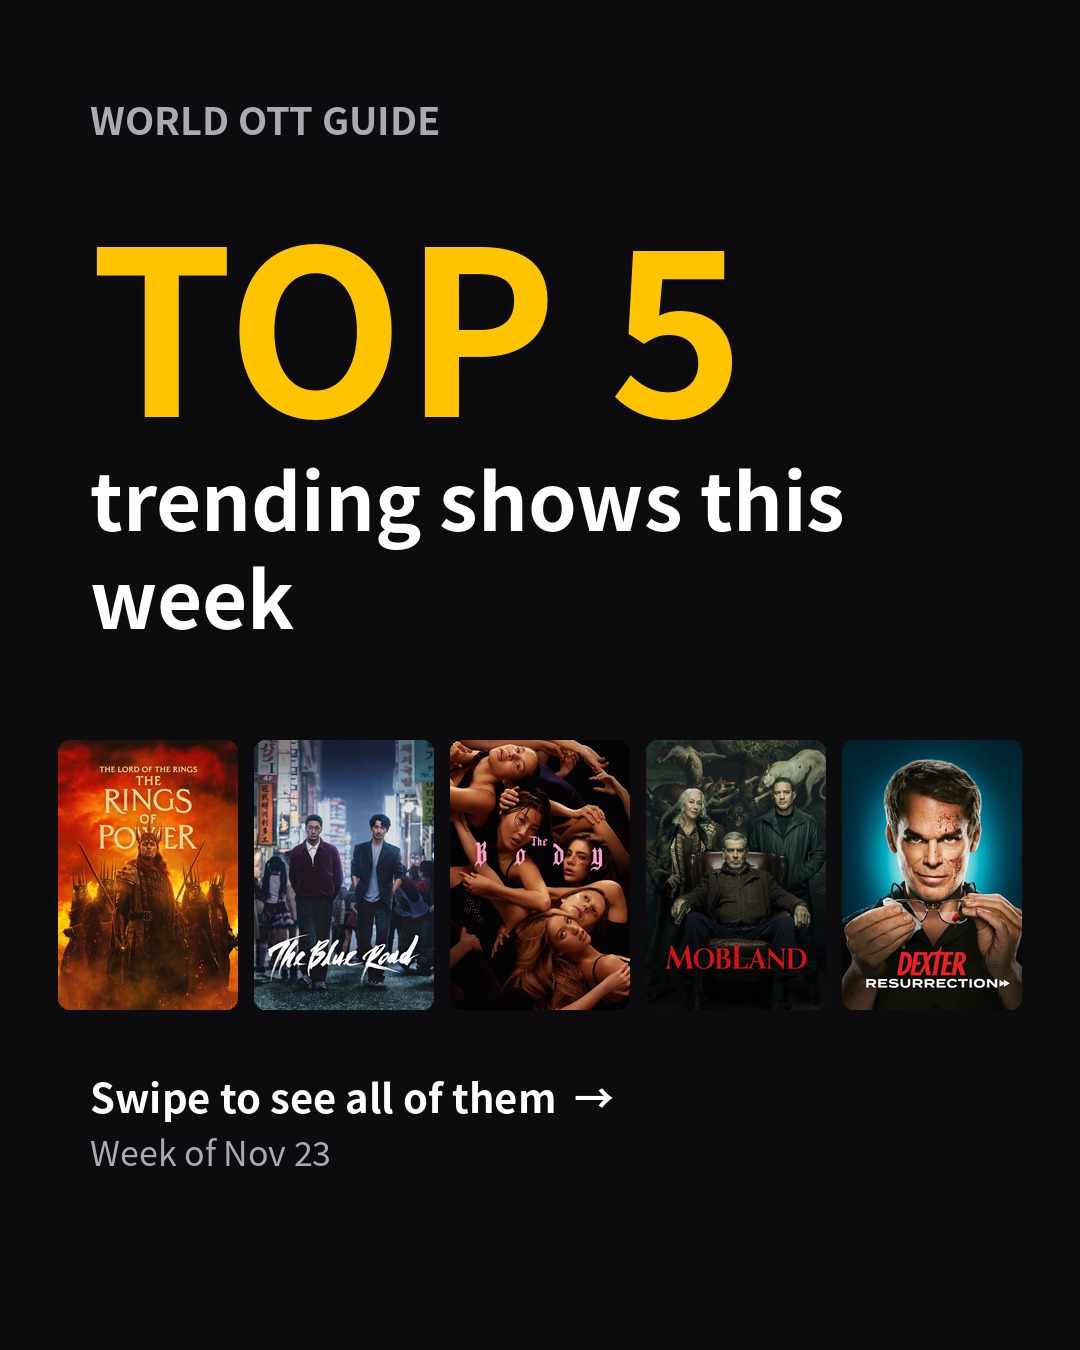 WORLD OTT GUIDE
TOP 5
trending shows this
week
THE LORD OF THE RINGS
THE
RINGS
OF
POWER
The Blue Road
The
Body
MOBLAND
DEXTER
RESURRECTION
Swipe to see all of them →
Week of Nov 23